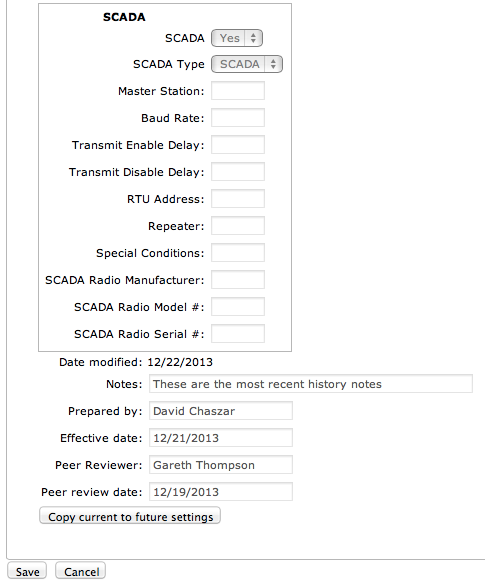 SCADA
SCADA Yes
SCADA Type SCADA
Master Station:
Baud Rate:
Transmit Enable Delay:
Transmit Disable Delay:
RTU Address:
Repeater:
Special Conditions:
SCADA Radio Manufacturer:
SCADA Radio Model #:
SCADA Radio Serial #:
Date modified: 12/22/2013
Notes: These are the most recent history notes
Prepared by: David Chaszar
Effective date: 12/21/2013
Peer Reviewer: Gareth Thompson
Peer review date: 12/19/2013
Copy current to future settings
Save Cancel